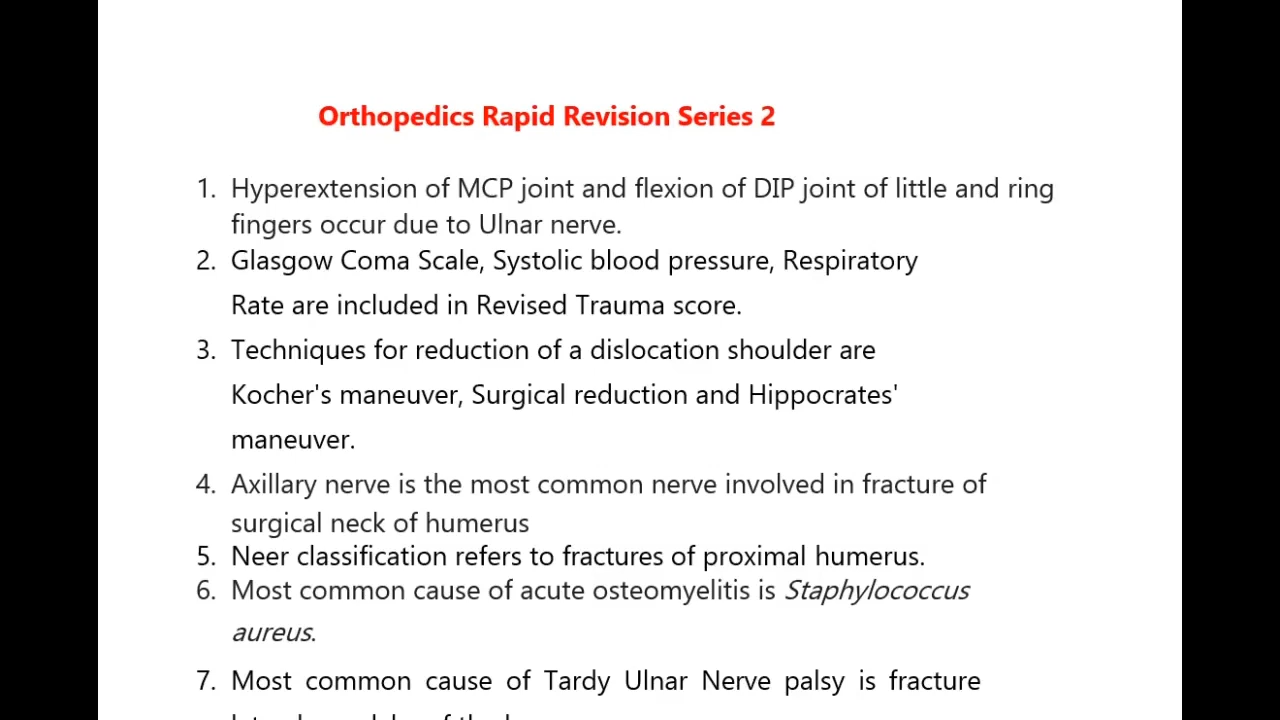 Orthopedics Rapid Revision Series 2
1. Hyperextension of MCP joint and flexion of DIP joint of little and ring
fingers occur due to Ulnar nerve.
2. Glasgow Coma Scale, Systolic blood pressure, Respiratory
Rate are included in Revised Trauma score.
3. Techniques for reduction of a dislocation shoulder are
Kocher's maneuver, Surgical reduction and Hippocrates'
maneuver.
4. Axillary nerve is the most common nerve involved in fracture of
surgical neck of humerus
5. Neer classification refers to fractures of proximal humerus.
6. Most common cause of acute osteomyelitis is Staphylococcus
aureus.
7. Most common cause of Tardy Ulnar Nerve palsy is fracture